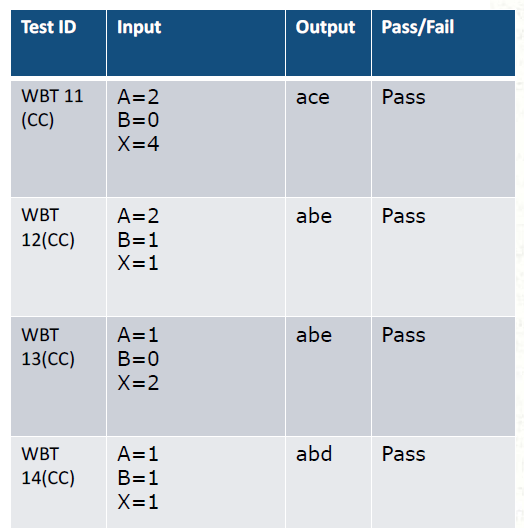 Test ID Input Output Pass/Fail
WBT 11 A=2 ace Pass
(CC) B=0
X=4
WBT A=2 abe Pass
12(CC) B=1
X=1
WBT A=1 abe Pass
13(CC) B=0
X=2
WBT A=1 abd Pass
14(CC) B=1
X=1